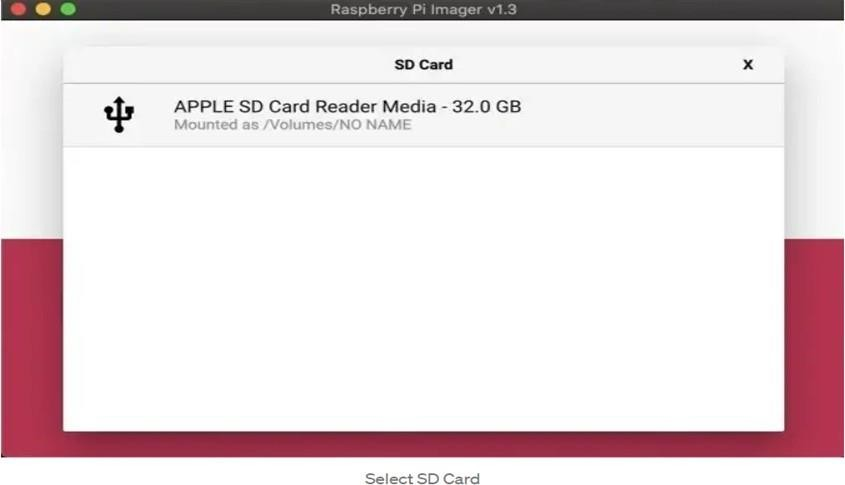 Raspberry Pi Imager v1.3
SD Card X
APPLE SD Card Reader Media - 32.0 GB
Mounted as /Volumes/NO NAME
Select SD Card